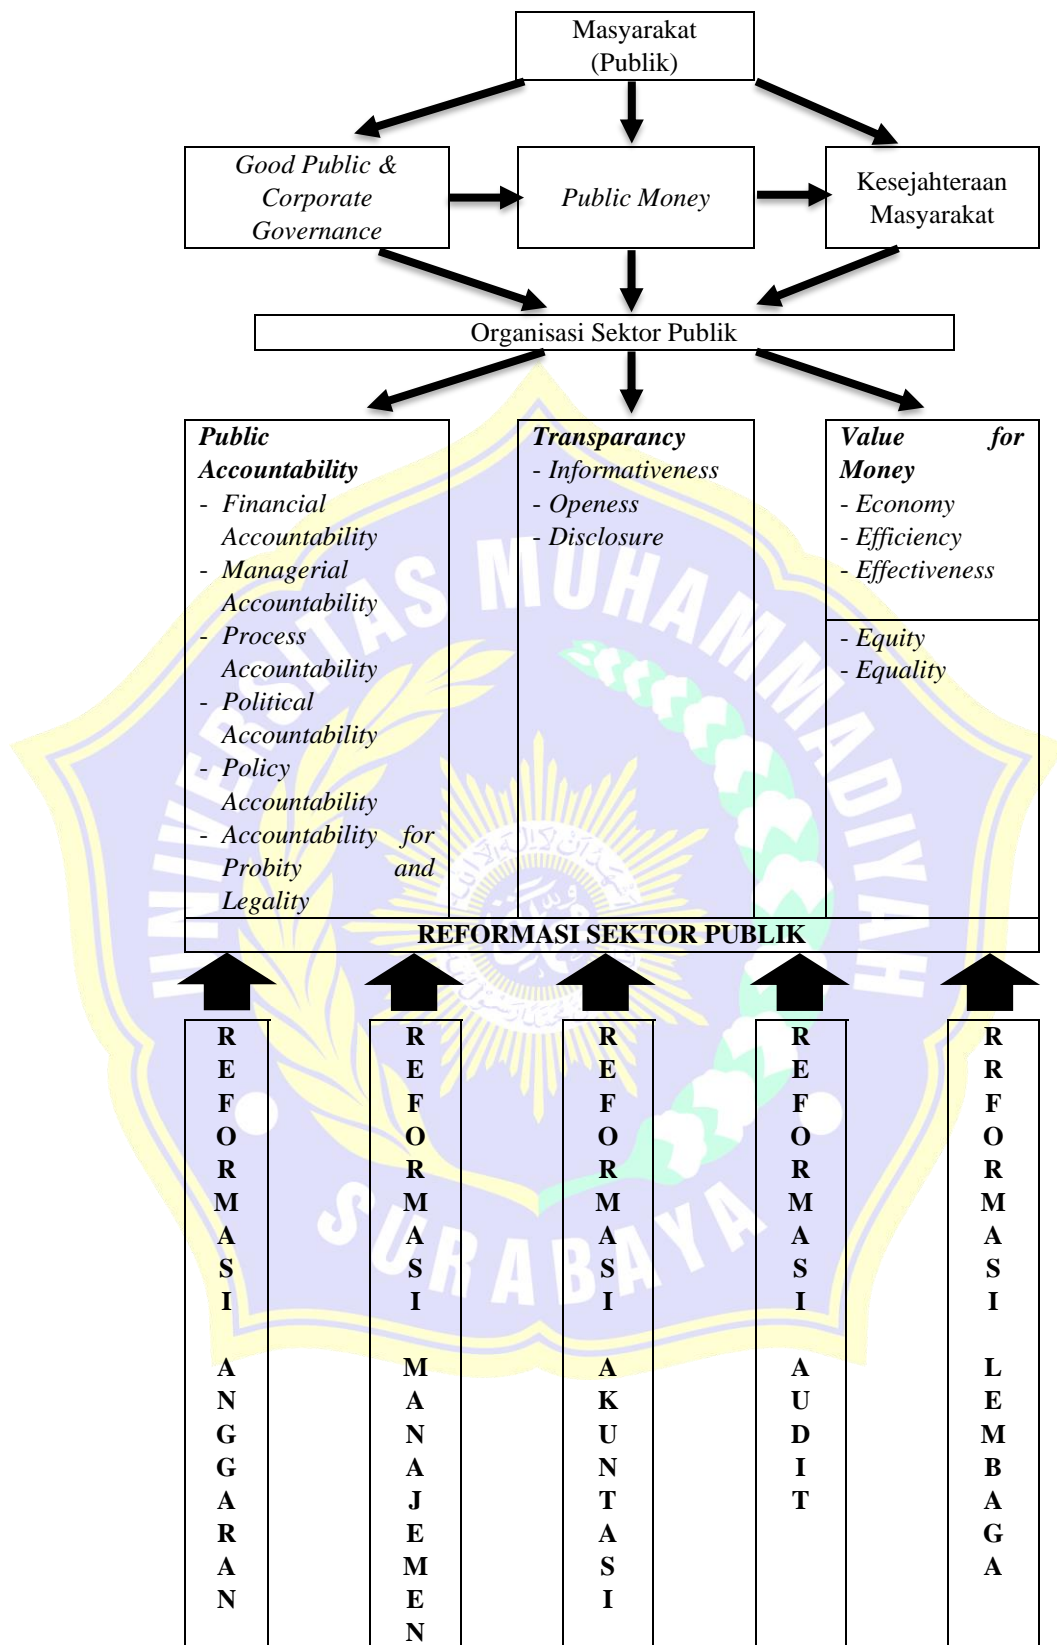 Masyarakat
(Publik)
Good Public &
Corporate
Governance
Public Money
Kesejahteraan
Masyarakat
Organisasi Sektor Publik
Public
Accountability
- Financial
Accountability
- Managerial
Accountability
- Process
Accountability
- Political
Accountability
- Policy
Accountability
- Accountability for
Probity and
Legality
Transparancy
- Informativeness
- Openess
- Disclosure
Value for
Money
- Economy
- Efficiency
- Effectiveness
- Equity
- Equality
REFORMASI SEKTOR PUBLIK
REFORMASI ANGGARAN
REFORMASI MANAJEMEN
REFORMASI AKUNTASI
REFORMASI AUDIT
RRFORMASI LEMBAGA
UNIVERSITAS MUHAMMADIYAH
SURABAYA